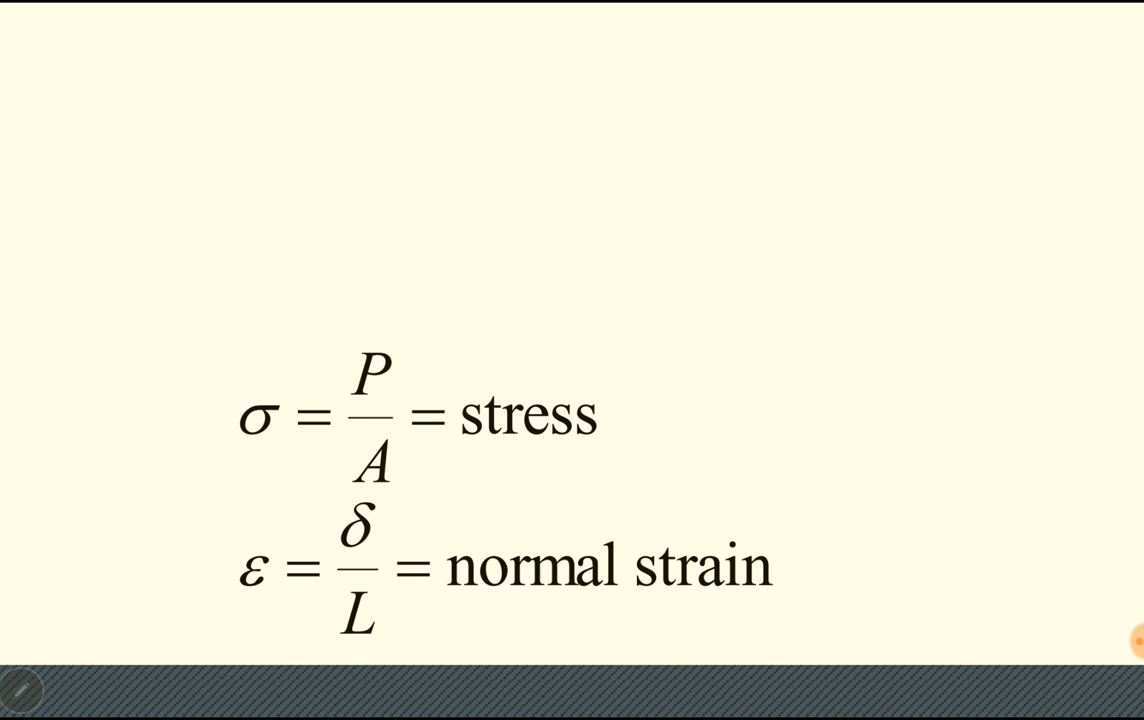 σ = P/A = stress
ε = δ/L = normal strain